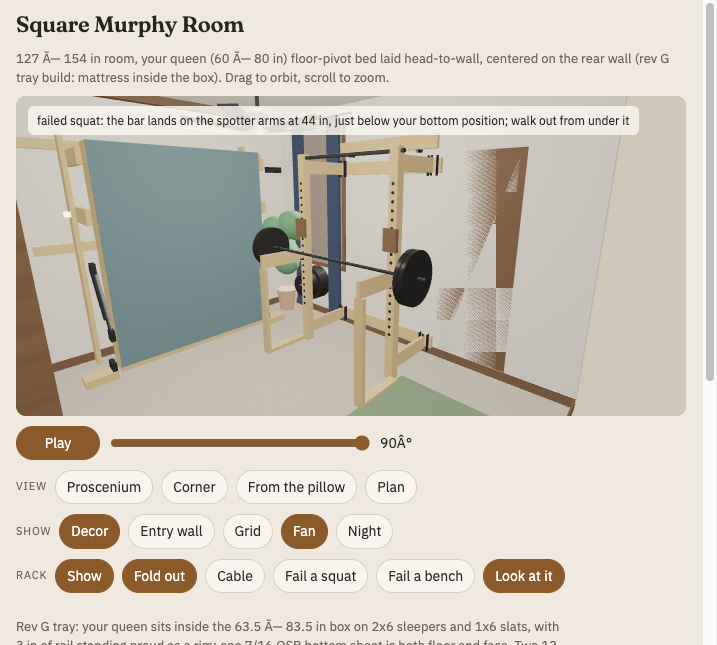 Square Murphy Room
127 Ã— 154 in room, your queen (60 Ã— 80 in) floor-pivot bed laid head-to-wall, centered on the rear wall (rev G
tray build: mattress inside the box). Drag to orbit, scroll to zoom.
failed squat: the bar lands on the spotter arms at 44 in, just below your bottom position; walk out from under it
Play 90Â°
VIEW Proscenium Corner From the pillow Plan
SHOW Decor Entry wall Grid Fan Night
RACK Show Fold out Cable Fail a squat Fail a bench Look at it
Rev G tray: your queen sits inside the 63.5 Ã— 83.5 in box on 2x6 sleepers and 1x6 slats, with
3 in of rail standing proud as a rim; one 7/16 OSB bottom sheet is both floor and face. Two 12